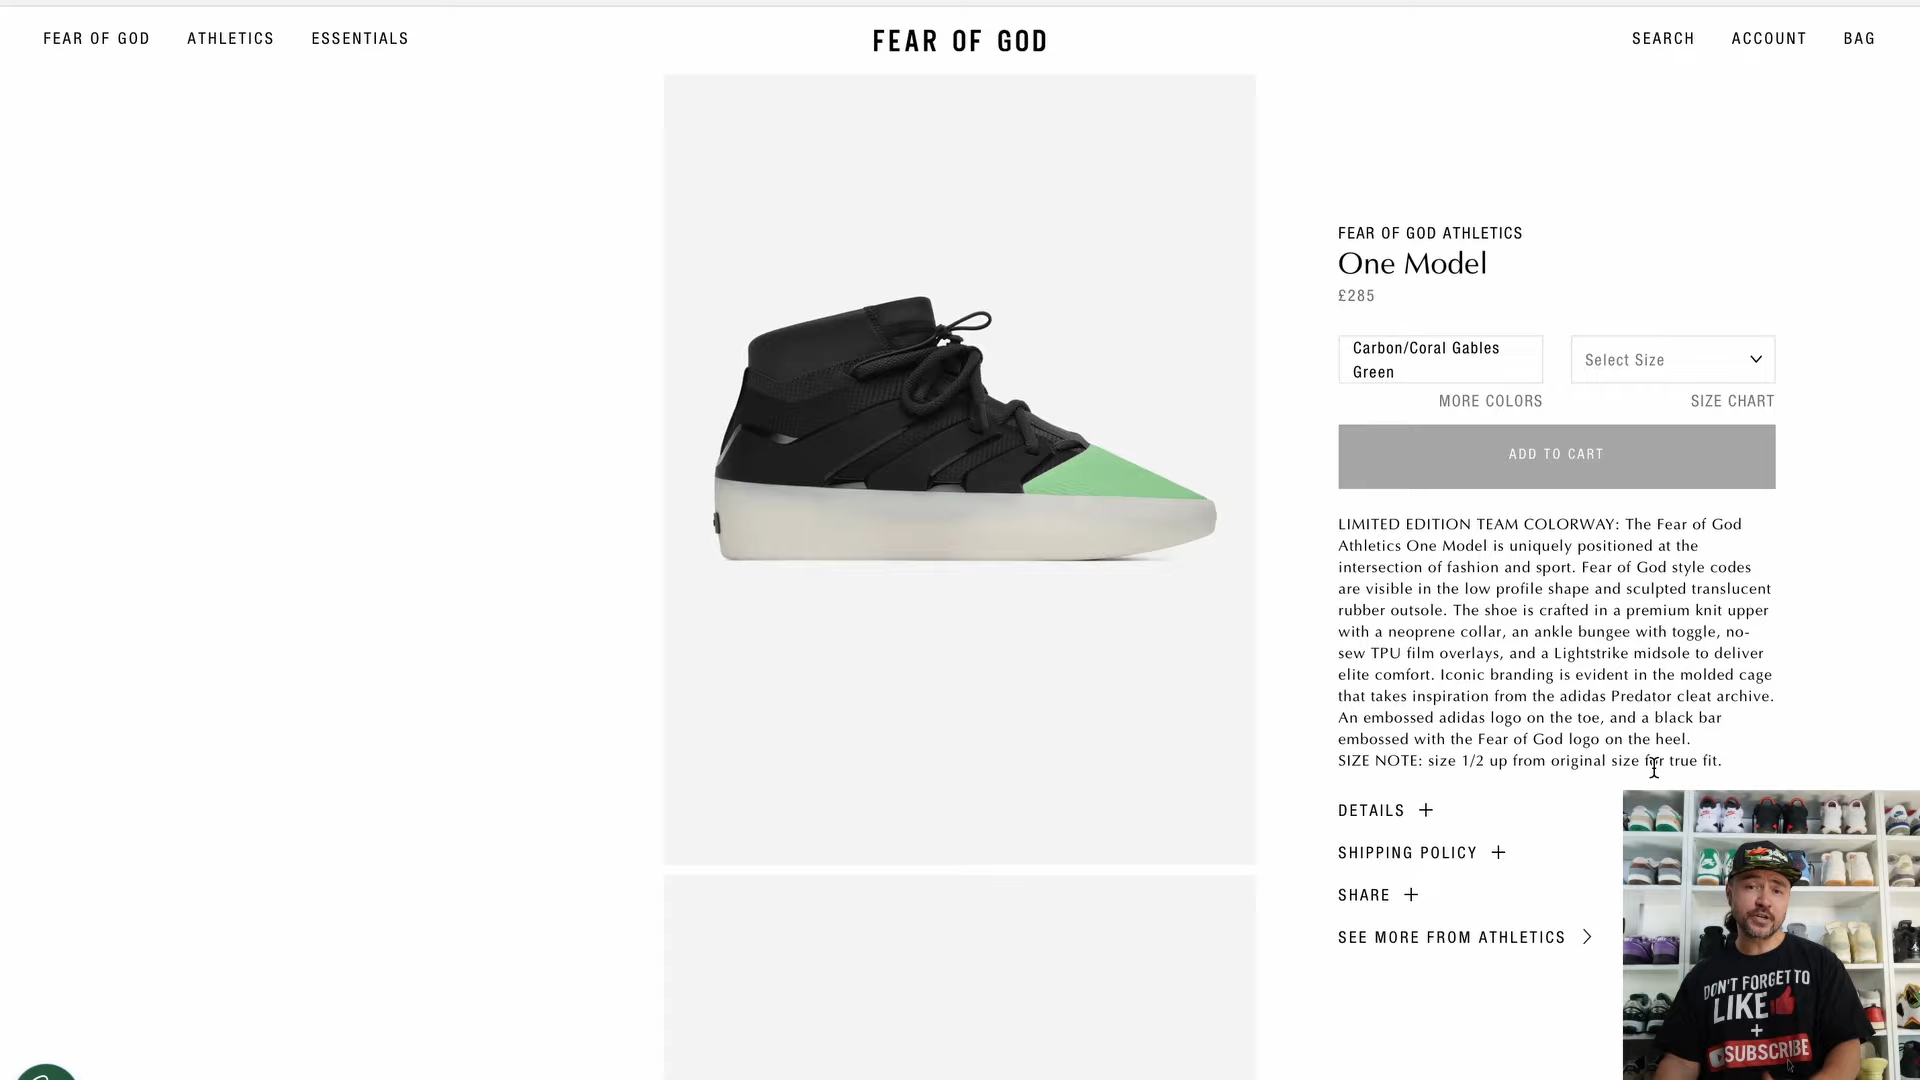 FEAR OF GOD
ATHLETICS
ESSENTIALS
FEAR OF GOD
SEARCH
ACCOUNT
BAG
FEAR OF GOD ATHLETICS
One Model
£285
Carbon/Coral Gables
Green
Select Size
MORE COLORS
SIZE CHART
ADD TO CART
LIMITED EDITION TEAM COLORWAY: The Fear of God
Athletics One Model is uniquely positioned at the
intersection of fashion and sport. Fear of God style codes
are visible in the low profile shape and sculpted translucent
rubber outsole. The shoe is crafted in a premium knit upper
with a neoprene collar, an ankle bungee with toggle, no-
sew TPU film overlays, and a Lightstrike midsole to deliver
elite comfort. Iconic branding is evident in the molded cage
that takes inspiration from the adidas Predator cleat archive.
An embossed adidas logo on the toe, and a black bar
embossed with the Fear of God logo on the heel.
SIZE NOTE: size 1/2 up from original size for true fit.
DETAILS
SHIPPING POLICY
SHARE
SEE MORE FROM ATHLETICS
DON'T FORGET TO
LIKE
+
SUBSCRIBE